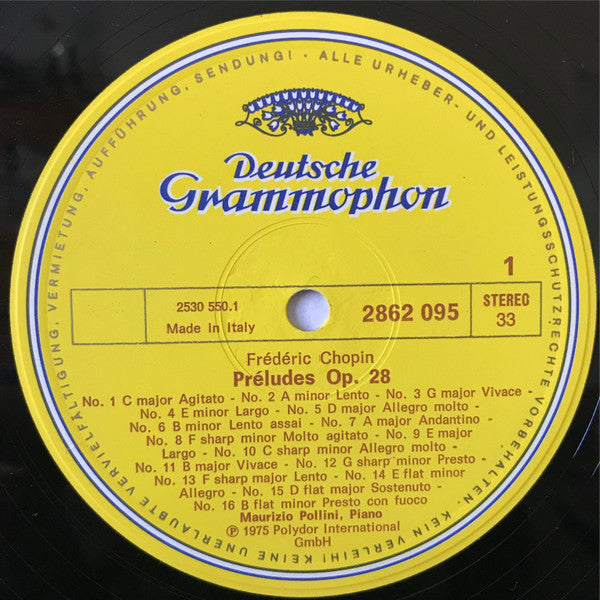 ALLE URHEBER- UND LEISTUNGSSCHUTZRECHTE VORBEHALTEN. KEIN VERLEIH! KEINE UNERLAUBTE VERVIELFÄLTIGUNG, VERMIETUNG, AUFFÜHRUNG, SENDUNG! ·
Deutsche
Grammophon
1
2530 550.1
Made in Italy
2862 095
STEREO
33
Frédéric Chopin
Préludes Op. 28
No. 1 C major Agitato - No. 2 A minor Lento - No. 3 G major Vivace -
No. 4 E minor Largo - No. 5 D major Allegro molto -
No. 6 B minor Lento assai - No. 7 A major Andantino -
No. 8 F sharp minor Molto agitato - No. 9 E major
Largo - No. 10 C sharp minor Allegro molto -
No. 11 B major Vivace - No. 12 G sharp minor Presto -
No. 13 F sharp major Lento - No. 14 E flat minor
Allegro - No. 15 D flat major Sostenuto -
No. 16 B flat minor Presto con fuoco
Maurizio Pollini, Piano
℗ 1975 Polydor International
GmbH